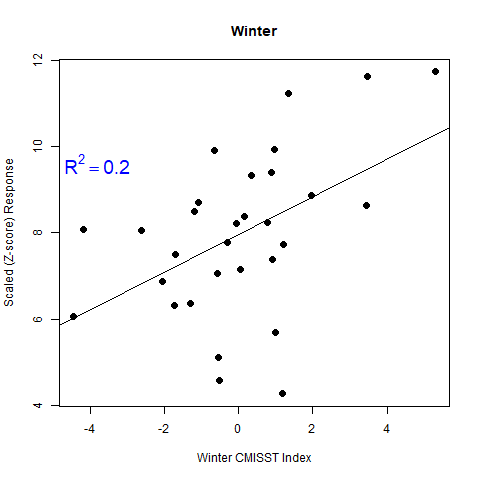 Winter
12
10
8
6
4
R² = 0.2
Scaled (Z-score) Response
-4
-2
0
2
4
Winter CMISST Index